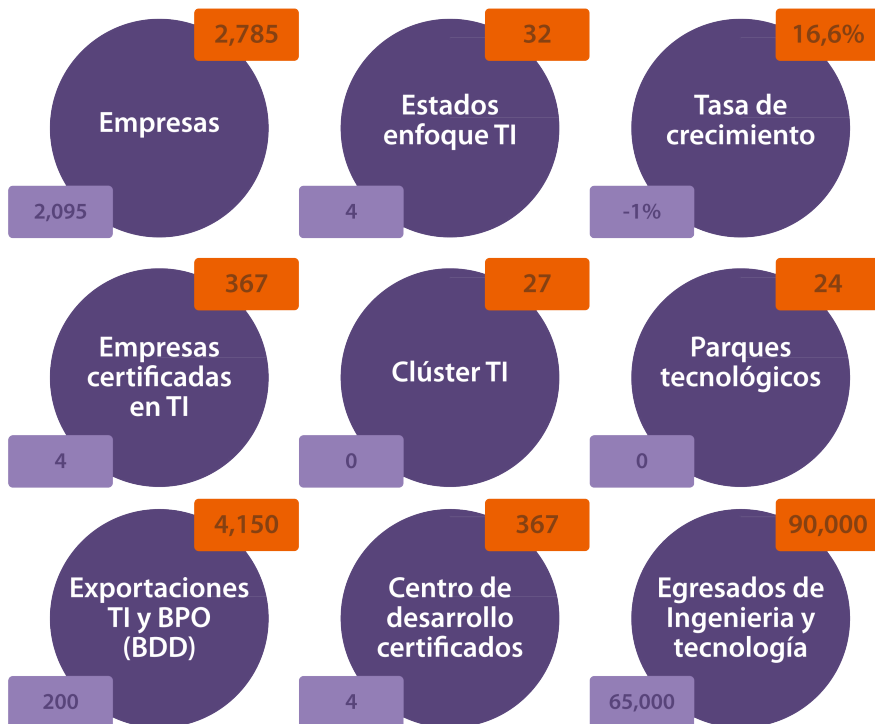 2,785
Empresas
2,095
32
Estados
enfoque TI
4
16,6%
Tasa de
crecimiento
-1%
367
Empresas
certificadas
en TI
4
27
Clúster TI
0
24
Parques
tecnológicos
0
4,150
Exportaciones
TI y BPO
(BDD)
200
367
Centro de
desarrollo
certificados
4
90,000
Egresados de
Ingenieria y
tecnología
65,000